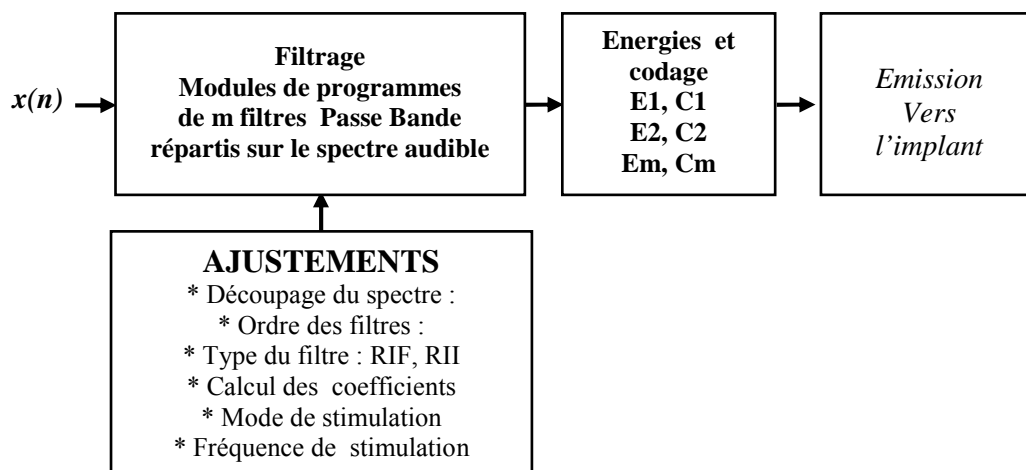 x(n)
Filtrage
Modules de programmes
de m filtres Passe Bande
répartis sur le spectre audible
Energies et
codage
E1, C1
E2, C2
Em, Cm
Emission
Vers
l'implant
AJUSTEMENTS
* Découpage du spectre :
* Ordre des filtres :
* Type du filtre : RIF, RII
* Calcul des coefficients
* Mode de stimulation
* Fréquence de stimulation